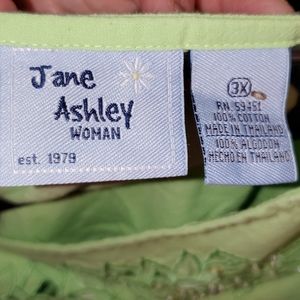 Jane
Ashley
WOMAN
est. 1979
3X
RN 59451
100% COTTON
MADE IN THAILAND
100% ALGODON
HECHO EN THAILAND